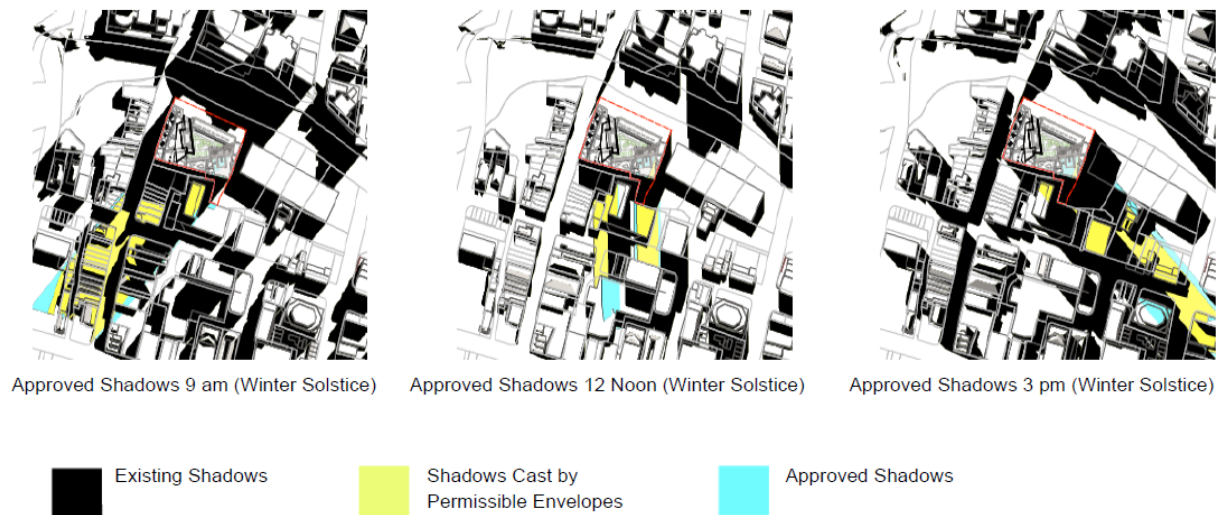 Approved Shadows 9 am (Winter Solstice)
Approved Shadows 12 Noon (Winter Solstice)
Approved Shadows 3 pm (Winter Solstice)
Existing Shadows
Shadows Cast by
Permissible Envelopes
Approved Shadows